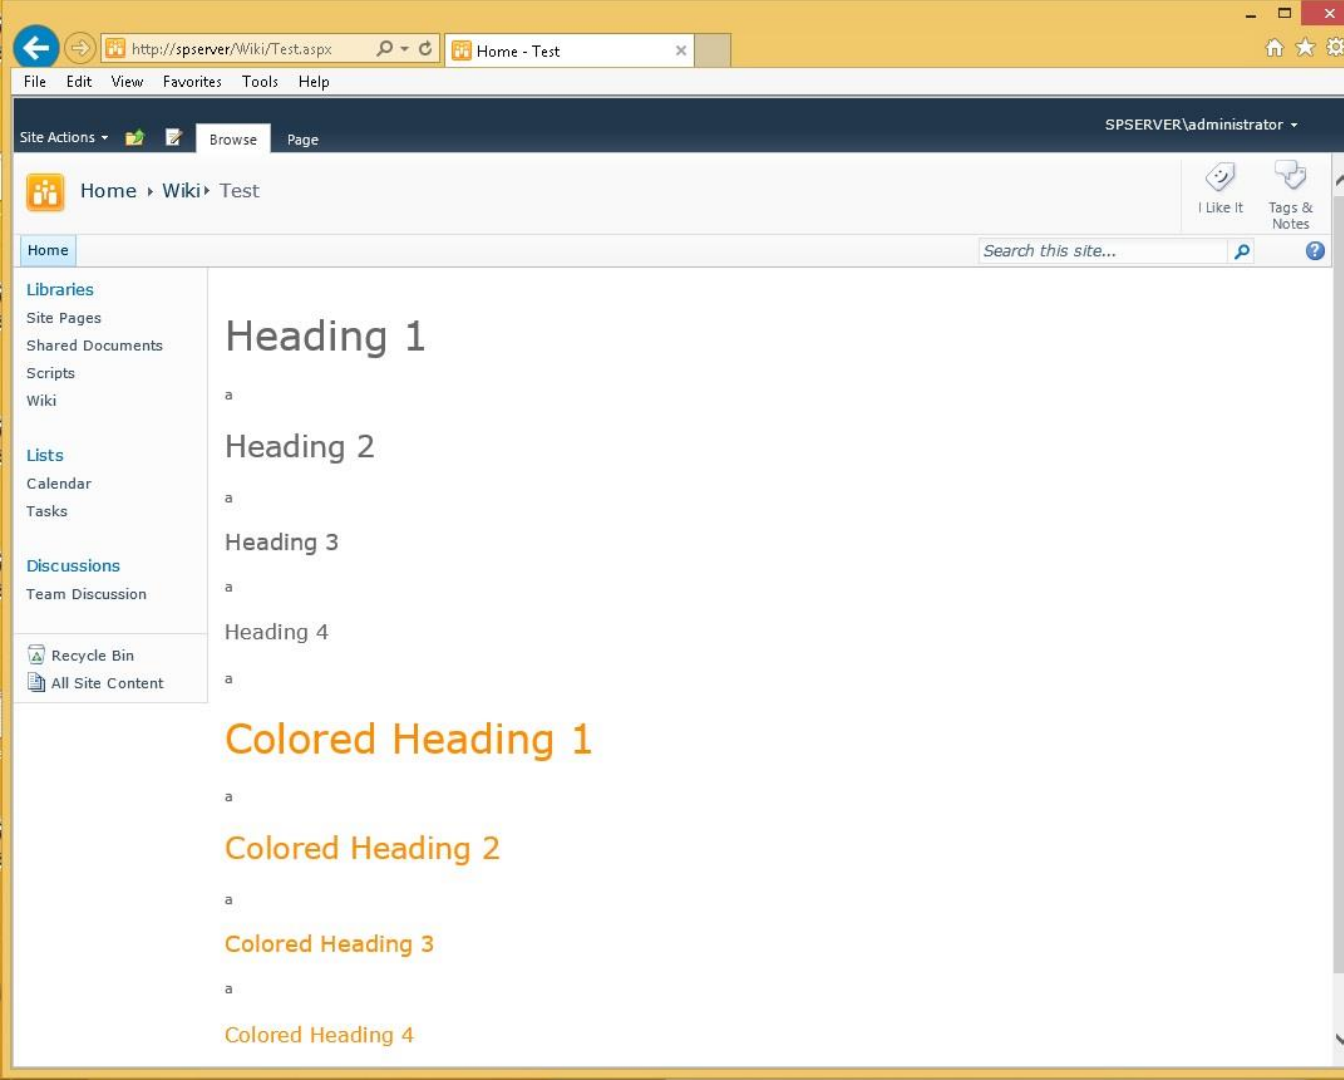 http://spserver/Wiki/Test.aspx
Home - Test
File Edit View Favorites Tools Help
Site Actions
Browse
Page
SPSERVER\administrator
Home Wiki Test
I Like It
Tags &
Notes
Home
Search this site...
Libraries
Site Pages
Shared Documents
Scripts
Wiki
Lists
Calendar
Tasks
Discussions
Team Discussion
Recycle Bin
All Site Content
Heading 1
a
Heading 2
a
Heading 3
a
Heading 4
a
Colored Heading 1
a
Colored Heading 2
a
Colored Heading 3
a
Colored Heading 4